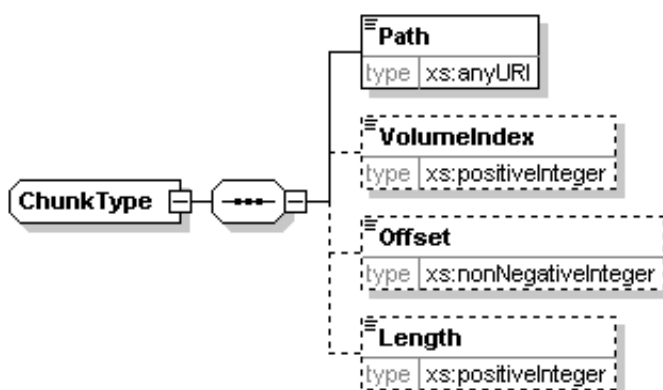 Path
type xs:anyURI
VolumeIndex
type xs:positiveInteger
ChunkType
Offset
type xs:nonNegativeInteger
Length
type xs:positiveInteger